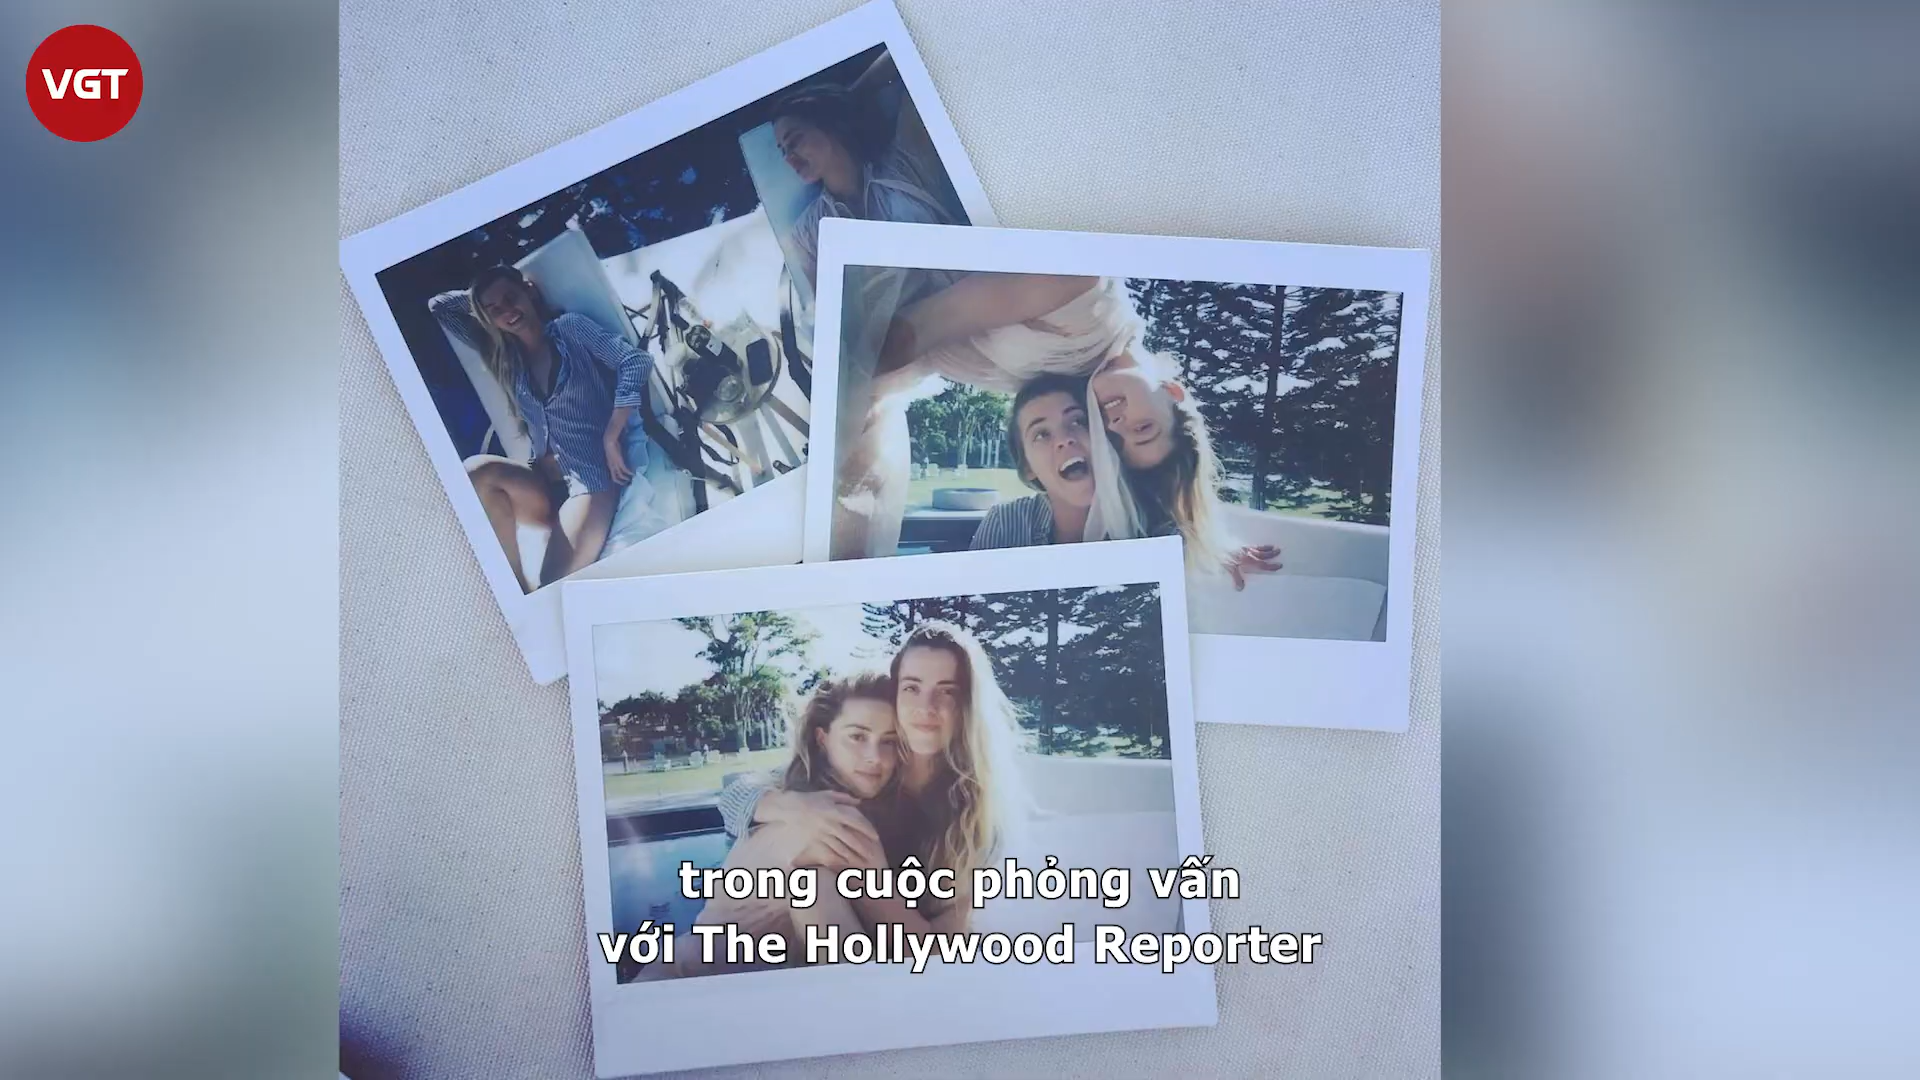 VGT
trong cuộc phỏng vấn
với The Hollywood Reporter